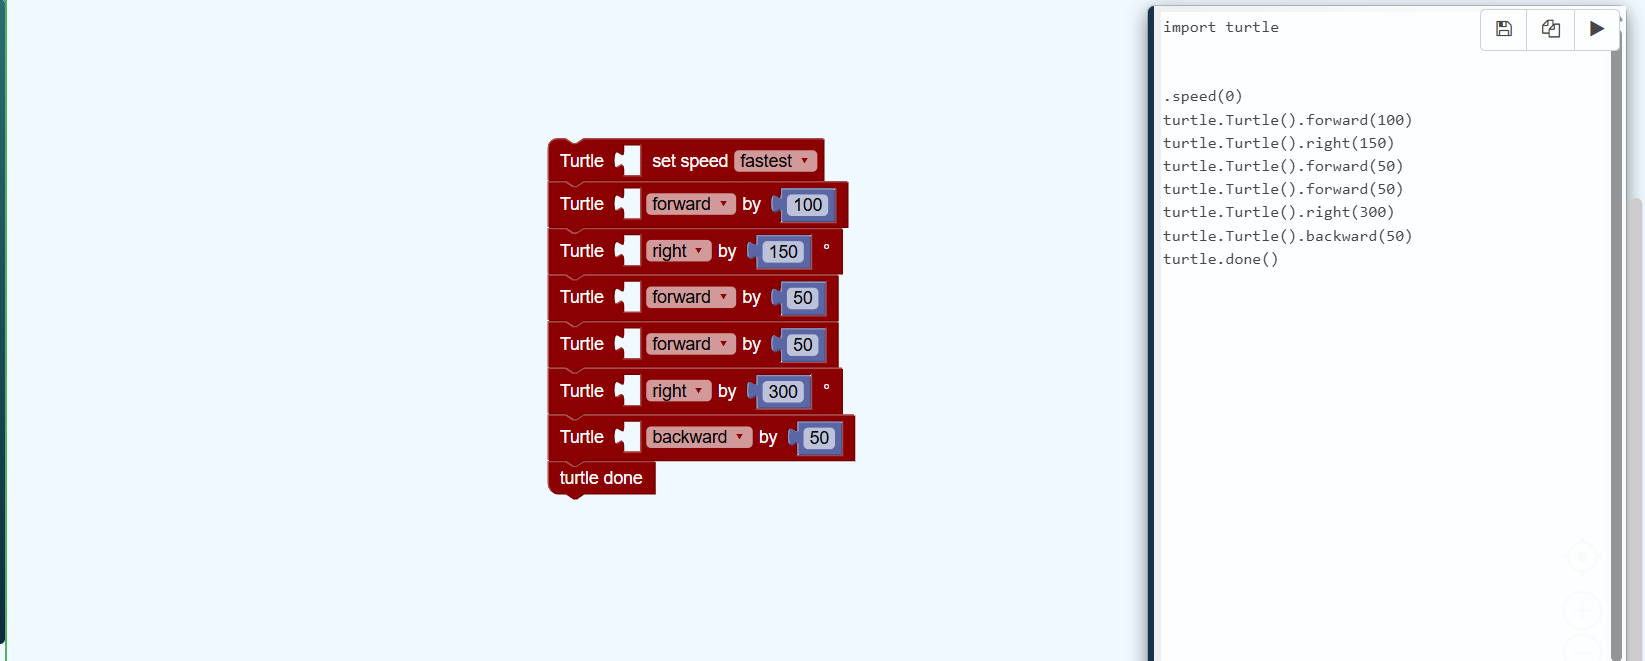 Turtle set speed fastest
Turtle forward by 100
Turtle right by 150 °
Turtle forward by 50
Turtle forward by 50
Turtle right by 300 °
Turtle backward by 50
turtle done
import turtle
.speed(0)
turtle.Turtle().forward(100)
turtle.Turtle().right(150)
turtle.Turtle().forward(50)
turtle.Turtle().forward(50)
turtle.Turtle().right(300)
turtle.Turtle().backward(50)
turtle.done()